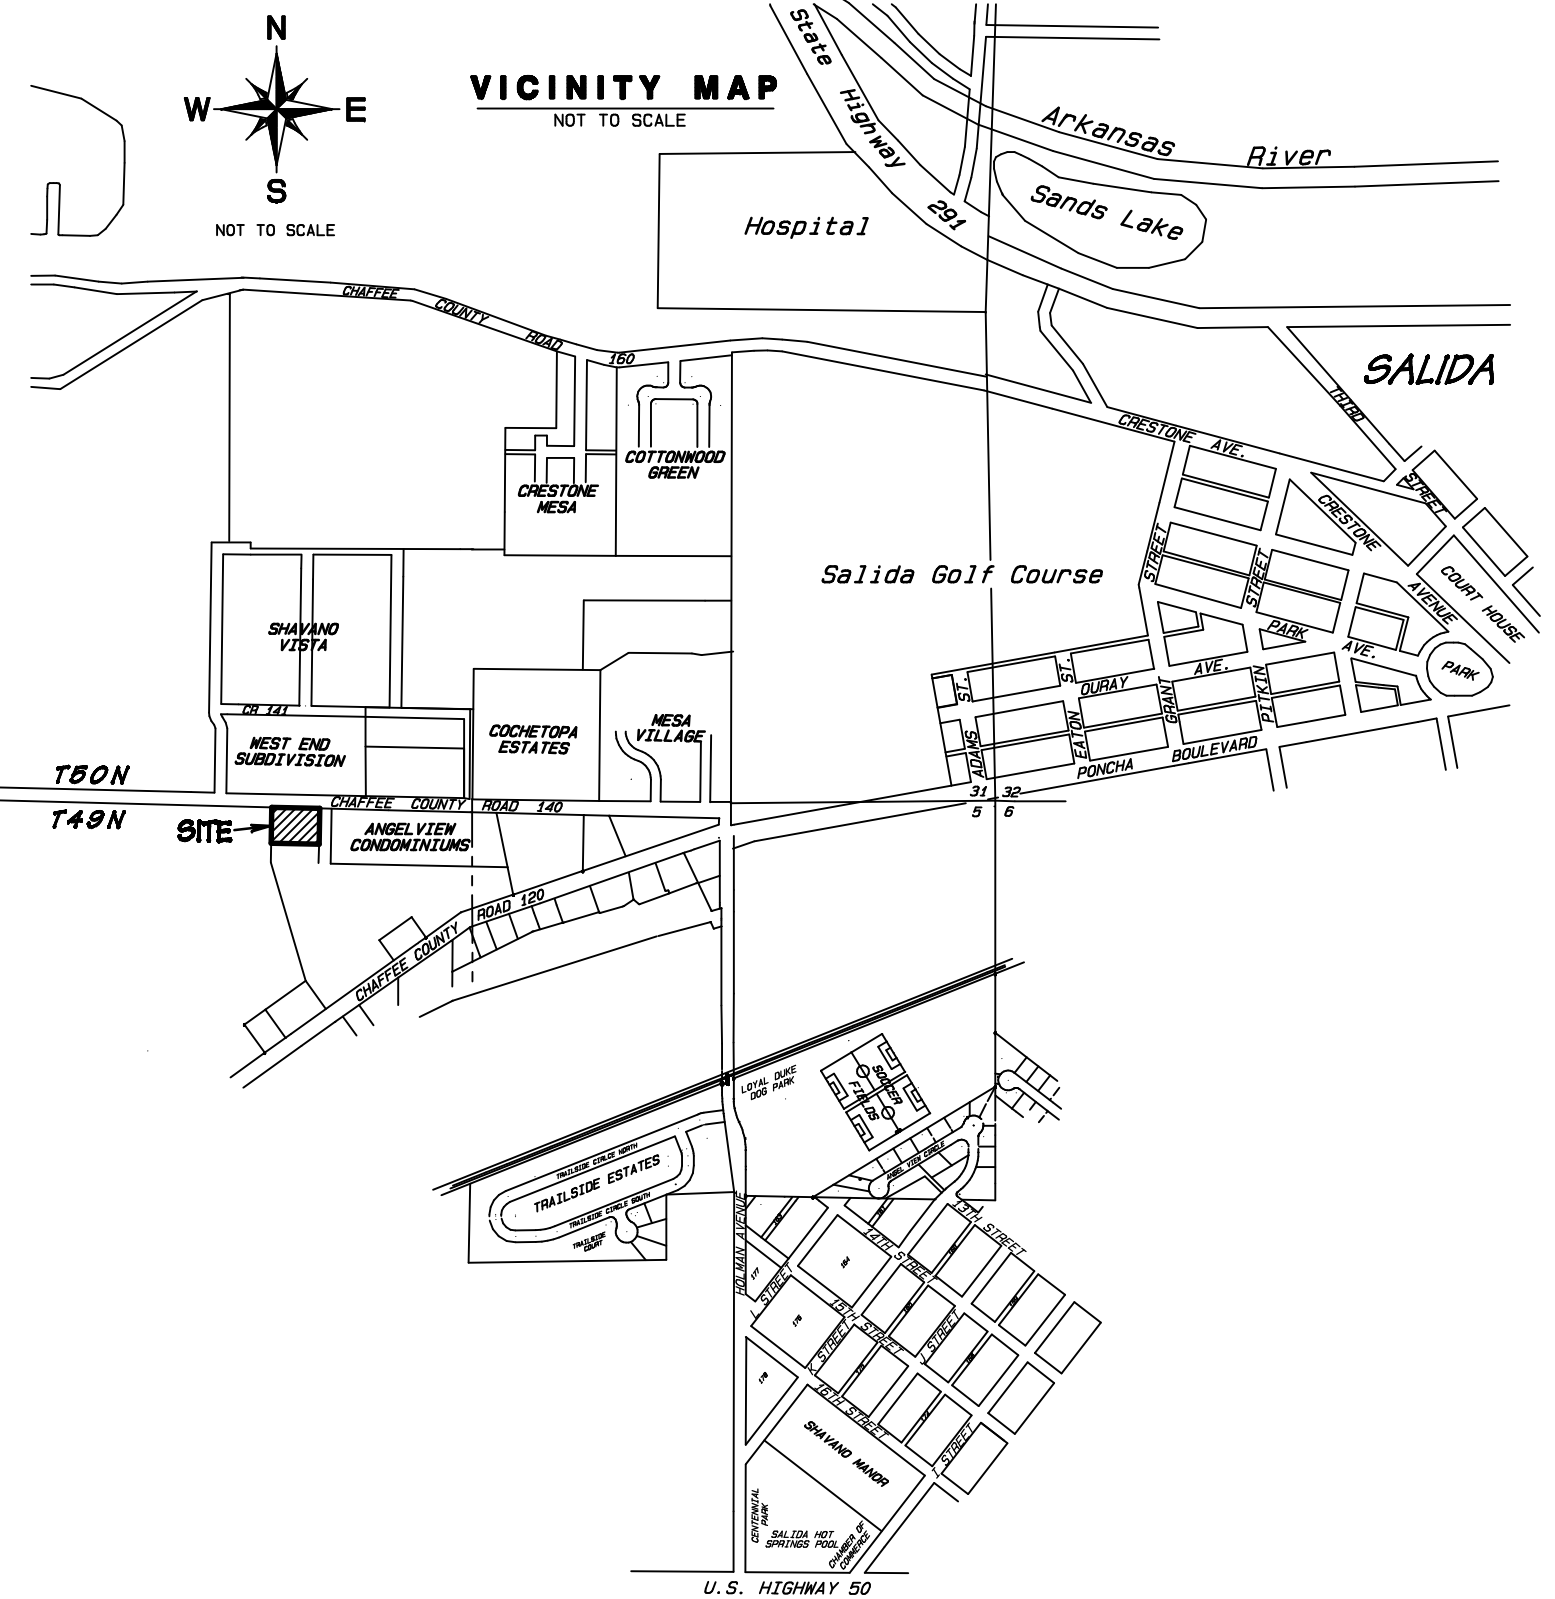 N
VICINITY MAP
NOT TO SCALE
W
E
S
NOT TO SCALE
State Highway 291
Arkansas River
Sands Lake
Hospital
CHAFFEE COUNTY ROAD 160
SALIDA
THIRD STREET
CRESTONE AVE.
COTTONWOOD
GREEN
CRESTONE
MESA
CRESTONE AVENUE
COURT HOUSE
Salida Golf Course
STREET
STREET
PARK AVE.
PARK
SHAVANO
VISTA
ST.
ST.
OURAY AVE.
GRANT
PITKIN
ADAMS
EATON
PONCHA BOULEVARD
CR 141
WEST END
SUBDIVISION
COCHETOPA
ESTATES
MESA
VILLAGE
T50N
T49N
CHAFFEE COUNTY ROAD 140
31 32
5 6
SITE
ANGELVIEW
CONDOMINIUMS
CHAFFEE COUNTY ROAD 120
LOYAL DUKE
DOG PARK
SOCCER
FIELDS
ANGEL VIEW CIRCLE
TRAILSIDE CIRLCE NORTH
TRAILSIDE ESTATES
TRAILSIDE CIRCLE SOUTH
TRAILSIDE
COURT
HOLMAN AVENUE
13TH STREET
14TH STREET
15TH STREET
16TH STREET
L STREET
K STREET
J STREET
I STREET
164
177
178
179
SHAVANO MANOR
CENTENNIAL
PARK
SALIDA HOT
SPRINGS POOL
CHAMBER OF
COMMERCE
U.S. HIGHWAY 50